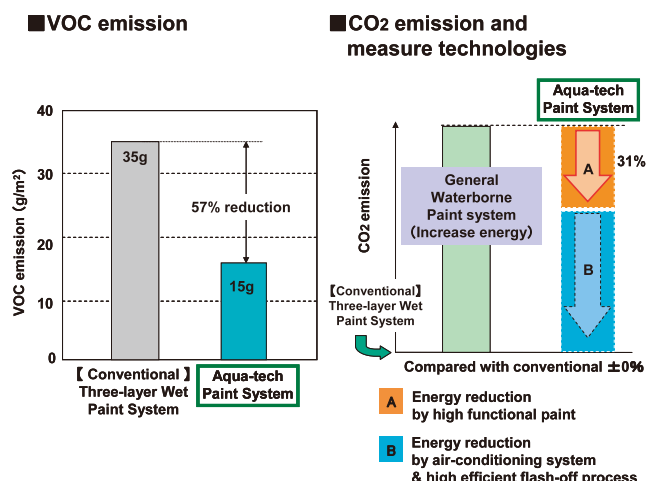 ■VOC emission
40
30
20
10
0
VOC emission (g/m²)
35g
57% reduction
15g
【 Conventional 】
Three-layer Wet
Paint System
Aqua-tech
Paint System
■CO2 emission and
measure technologies
Aqua-tech
Paint System
CO2 emission
General
Waterborne
Paint system
(Increase energy)
A
31%
B
【Conventional】
Three-layer Wet
Paint System
Compared with conventional ±0%
A
Energy reduction
by high functional paint
B
Energy reduction
by air-conditioning system
& high efficient flash-off process